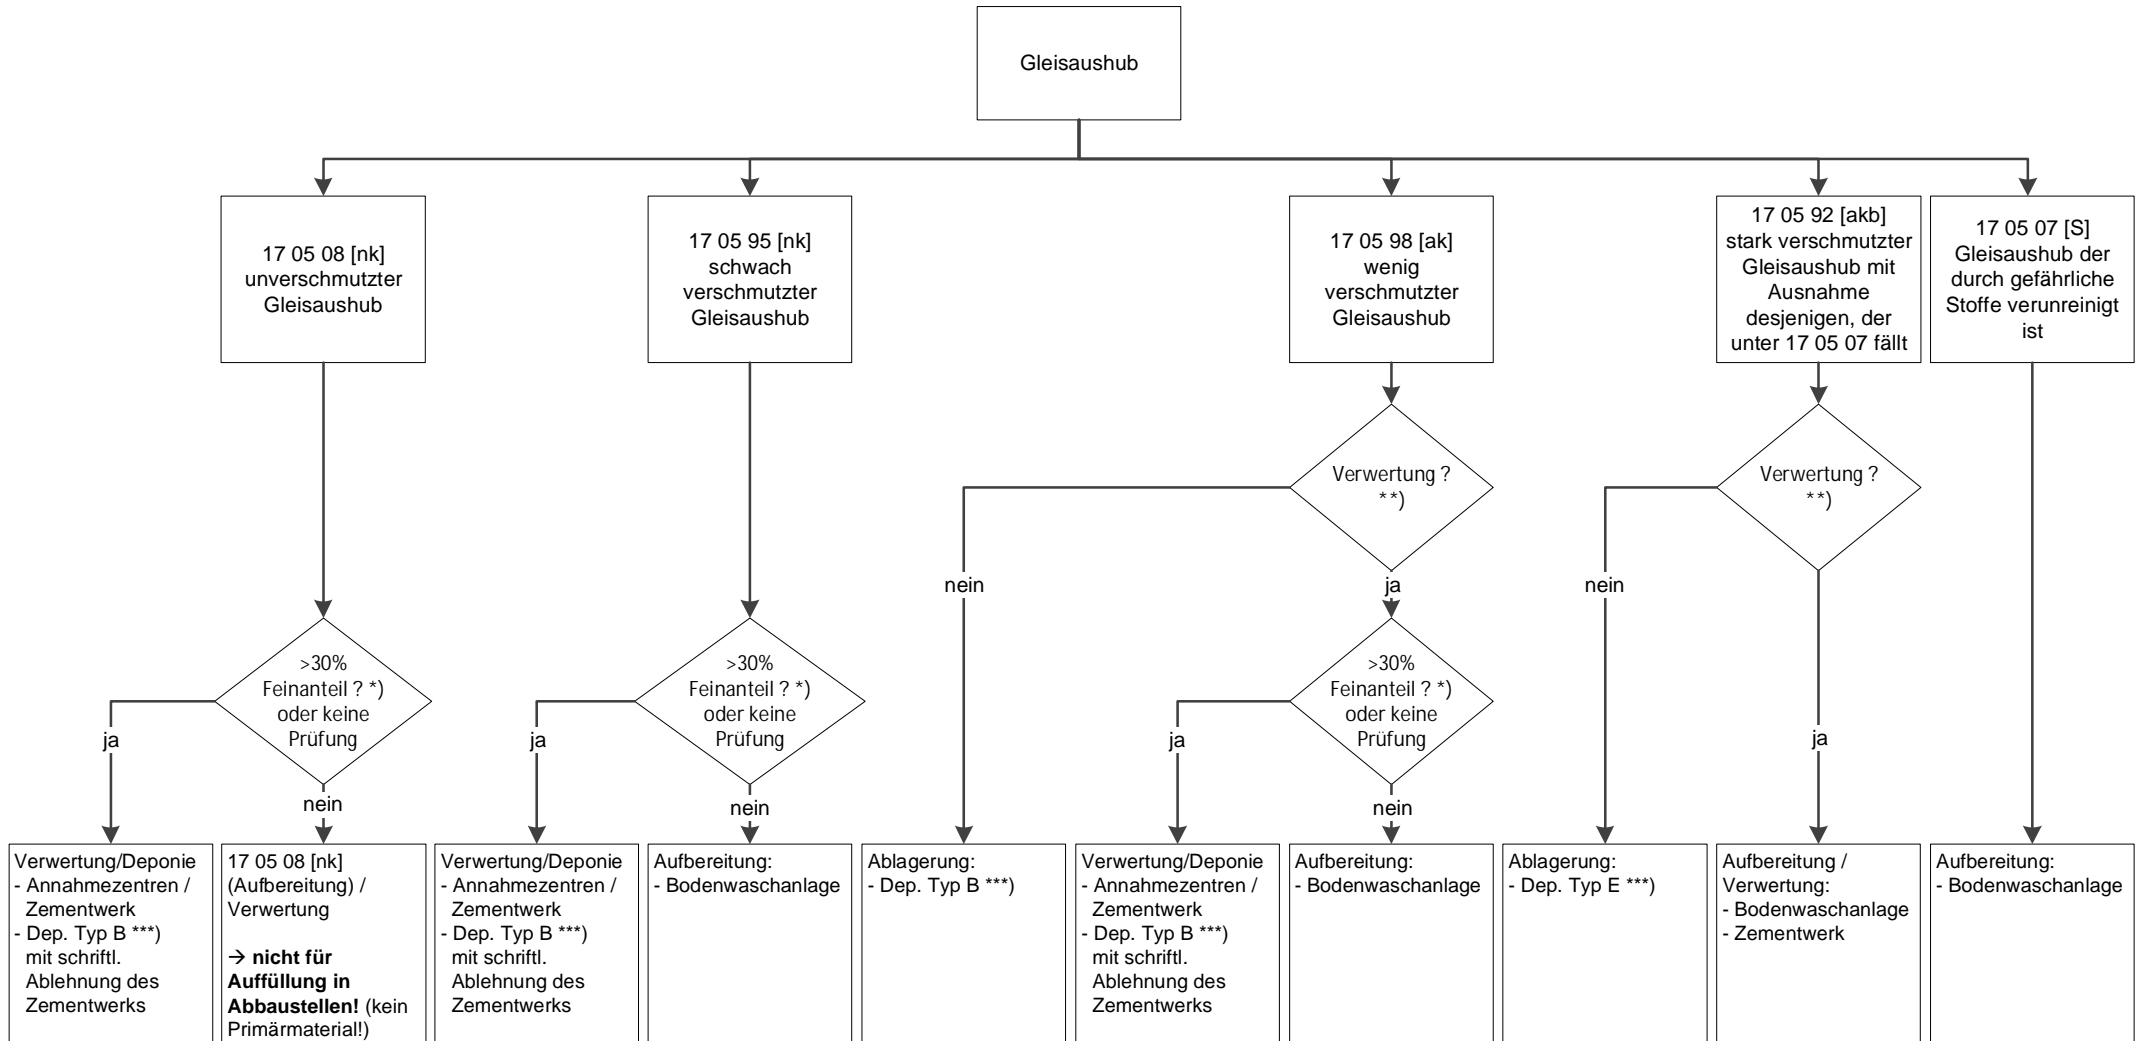 Gleisaushub
17 05 08 [nk]
unverschmutzter
Gleisaushub
17 05 95 [nk]
schwach
verschmutzter
Gleisaushub
17 05 98 [ak]
wenig
verschmutzter
Gleisaushub
17 05 92 [akb]
stark verschmutzter
Gleisaushub mit
Ausnahme
desjenigen, der
unter 17 05 07 fällt
17 05 07 [S]
Gleisaushub der
durch gefährliche
Stoffe verunreinigt
ist
Verwertung ?
**)
Verwertung ?
**)
nein
ja
nein
>30%
Feinanteil ? *)
oder keine
Prüfung
>30%
Feinanteil ? *)
oder keine
Prüfung
>30%
Feinanteil ? *)
oder keine
Prüfung
ja
ja
ja
ja
nein
nein
nein
Verwertung/Deponie
- Annahmezentren /
Zementwerk
- Dep. Typ B ***)
mit schriftl.
Ablehnung des
Zementwerks
17 05 08 [nk]
(Aufbereitung) /
Verwertung
→ nicht für
Auffüllung in
Abbaustellen! (kein
Primärmaterial!)
Verwertung/Deponie
- Annahmezentren /
Zementwerk
- Dep. Typ B ***)
mit schriftl.
Ablehnung des
Zementwerks
Aufbereitung:
- Bodenwaschanlage
Ablagerung:
- Dep. Typ B ***)
Verwertung/Deponie
- Annahmezentren /
Zementwerk
- Dep. Typ B ***)
mit schriftl.
Ablehnung des
Zementwerks
Aufbereitung:
- Bodenwaschanlage
Ablagerung:
- Dep. Typ E ***)
Aufbereitung /
Verwertung:
- Bodenwaschanlage
- Zementwerk
Aufbereitung:
- Bodenwaschanlage